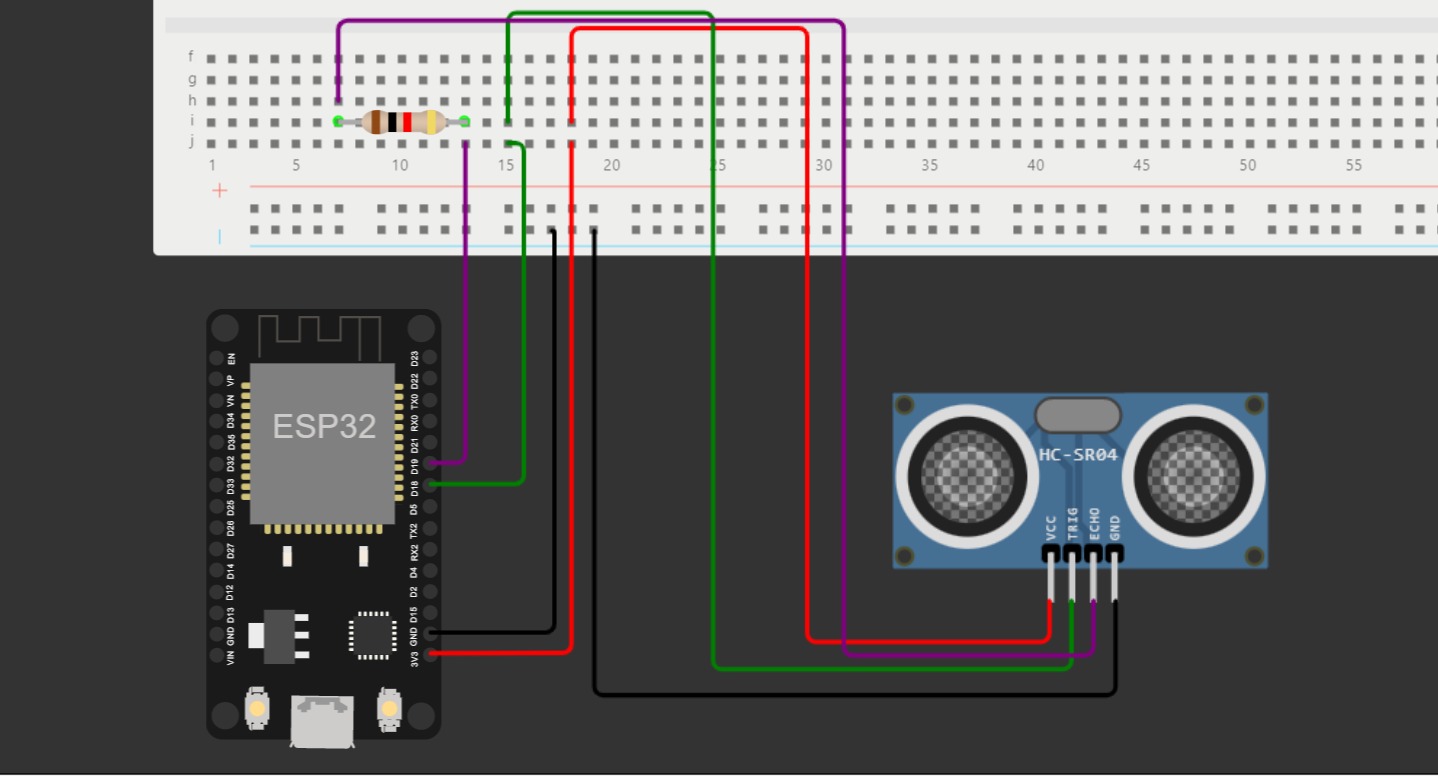 f
g
h
i
j
1 5 10 15 20 25 30 35 40 45 50 55
+
|
EN
VP
VN
D34
D35
D32
D33
D25
D26
D27
D14
D12
D13
GND
VIN
ESP32
D23
D22
TX0
RX0
D21
D19
D18
D5
TX2
RX2
D4
D2
D15
GND
3V3
HC-SR04
VCC
TRIG
ECHO
GND